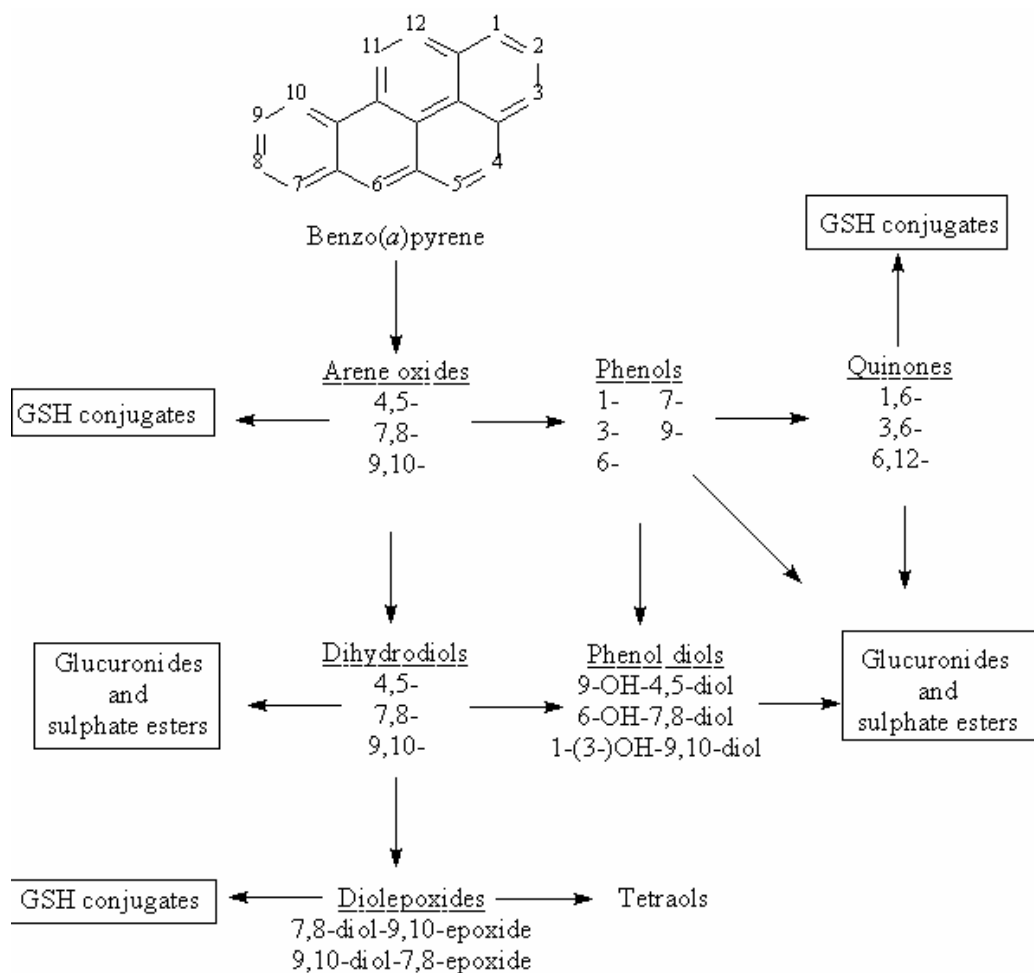 12
1
11
2
10
3
9
8
4
7
6
5
Benzo(a)pyrene
GSH conjugates
Arene oxides
4,5-
7,8-
9,10-
Phenols
1- 7-
3- 9-
6-
Quinones
1,6-
3,6-
6,12-
GSH conjugates
Glucuronides
and
sulphate esters
Dihydrodiols
4,5-
7,8-
9,10-
Phenol diols
9-OH-4,5-diol
6-OH-7,8-diol
1-(3-)OH-9,10-diol
Glucuronides
and
sulphate esters
GSH conjugates
Diolepoxides
7,8-diol-9,10-epoxide
9,10-diol-7,8-epoxide
Tetraols